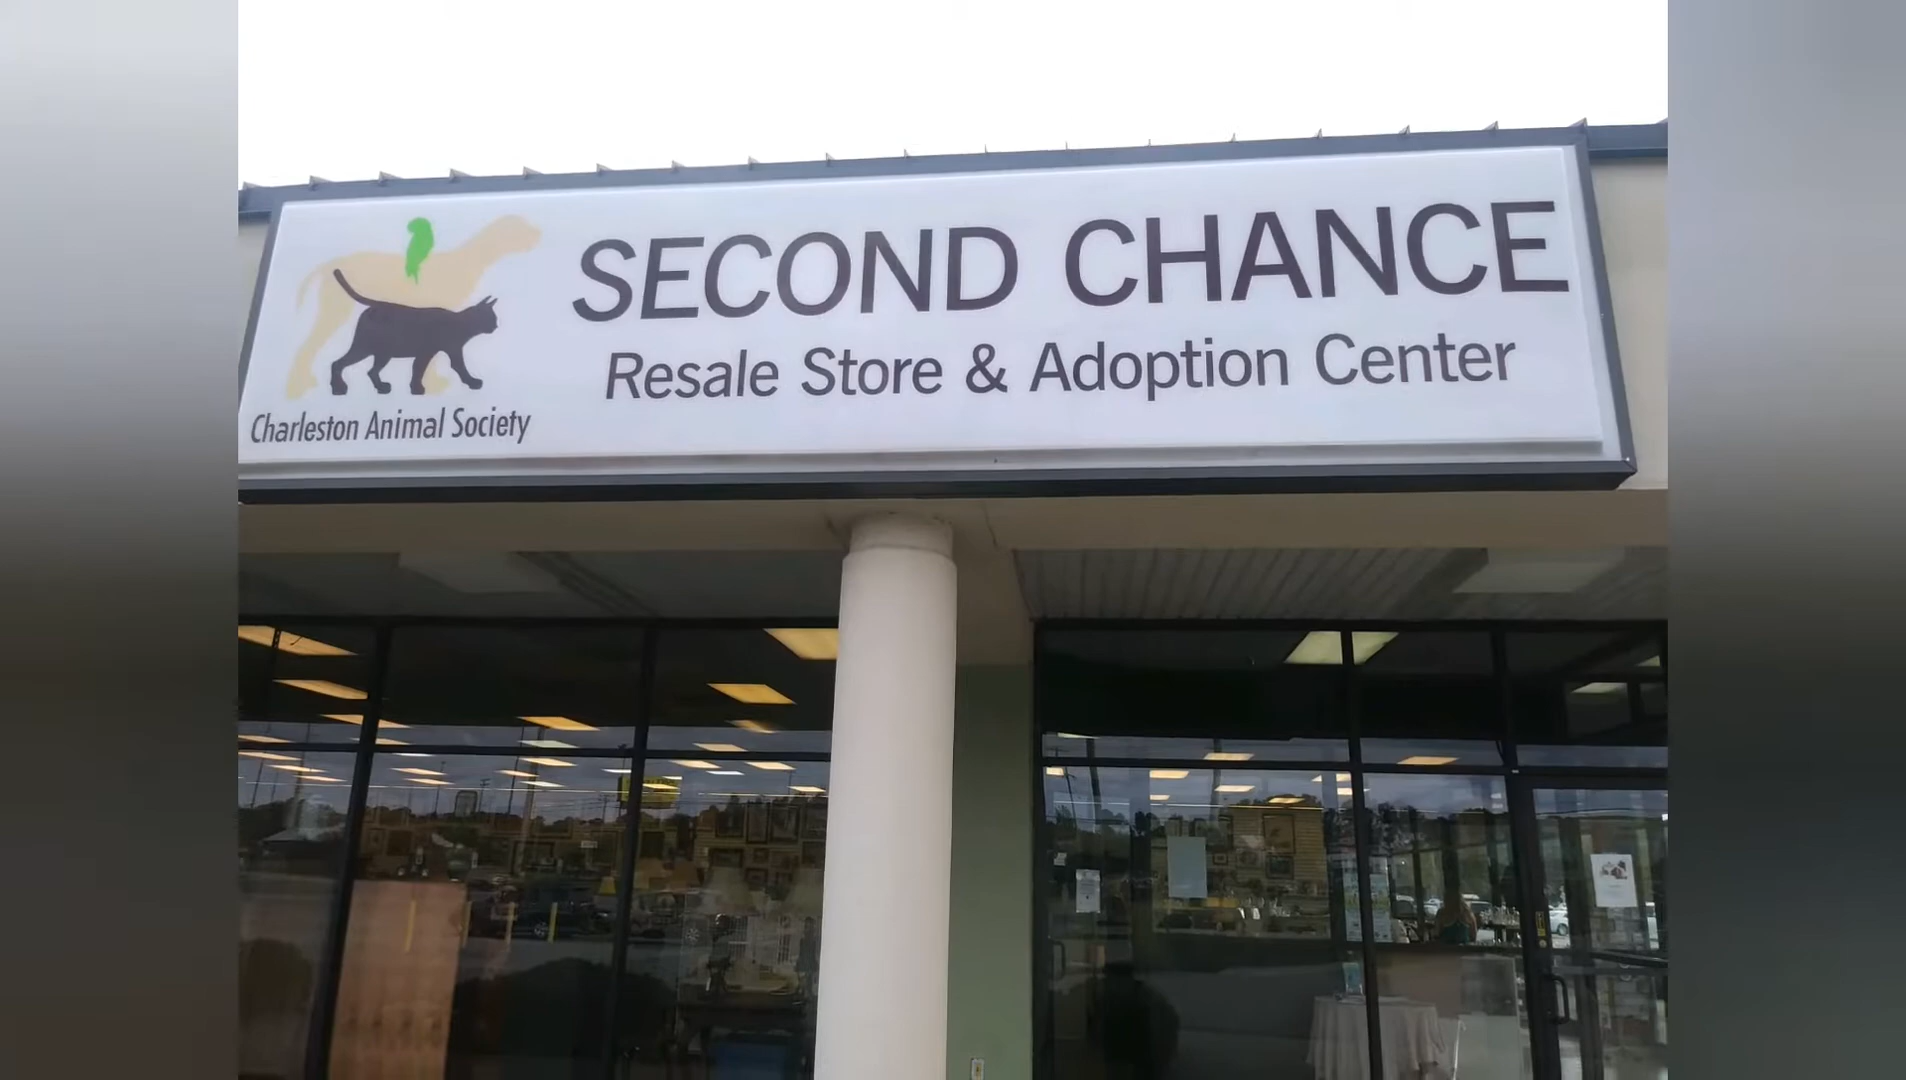 SECOND CHANCE
Resale Store & Adoption Center
Charleston Animal Society